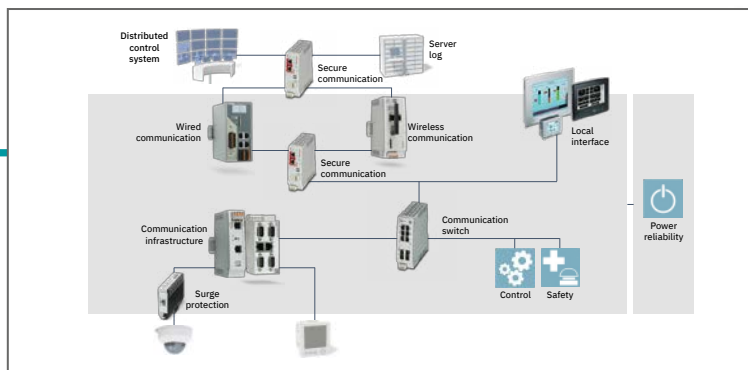 Distributed
control
system
Server
log
Secure
communication
Wired
communication
Wireless
communication
Local
interface
Secure
communication
Power
reliability
Communication
infrastructure
Communication
switch
Control
Safety
Surge
protection